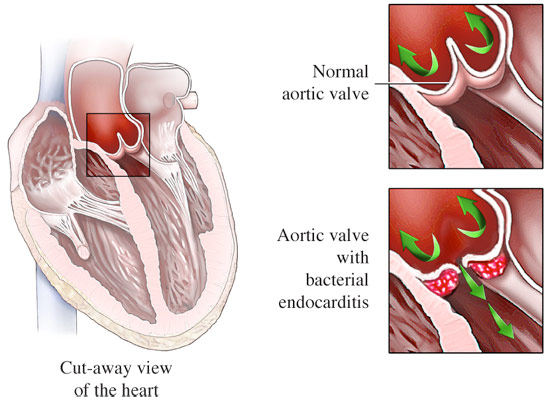 Normal
aortic valve
Aortic valve
with
bacterial
endocarditis
Cut-away view
of the heart